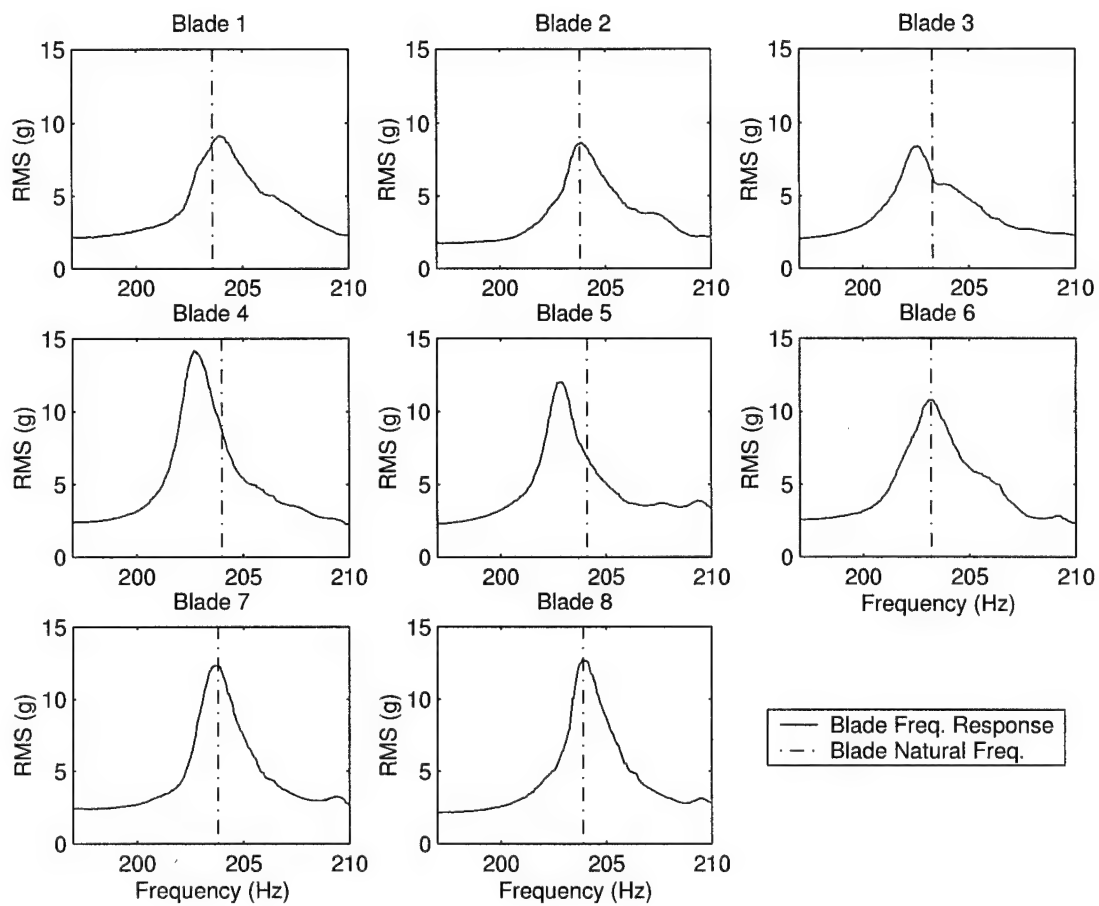 Blade 1
15
10
5
0
RMS (g)
200 205 210
Blade 2
15
10
5
0
RMS (g)
200 205 210
Blade 3
15
10
5
0
RMS (g)
200 205 210
Blade 4
15
10
5
0
RMS (g)
200 205 210
Blade 5
15
10
5
0
RMS (g)
200 205 210
Blade 6
15
10
5
0
RMS (g)
200 205 210
Frequency (Hz)
Blade 7
15
10
5
0
RMS (g)
200 205 210
Frequency (Hz)
Blade 8
15
10
5
0
RMS (g)
200 205 210
Frequency (Hz)
Blade Freq. Response
Blade Natural Freq.